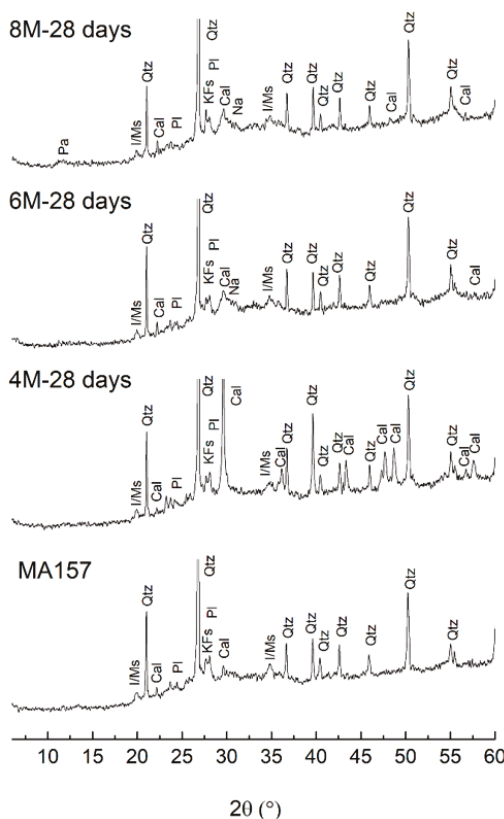 8M-28 days
Pa
I/Ms
Qtz
Cal
Pl
Qtz
KFs Pl
Cal
Na
I/Ms
Qtz
Qtz
Qtz
Qtz
Qtz
Cal
Qtz
Qtz
Cal
6M-28 days
I/Ms
Qtz
Cal
Pl
Qtz
KFs Pl
Cal
Na
I/Ms
Qtz
Qtz
Qtz
Qtz
Qtz
Qtz
Qtz
Cal
4M-28 days
I/Ms
Qtz
Cal
Pl
Qtz
KFs Pl
Cal
I/Ms
Cal
Qtz
Qtz
Qtz
Qtz
Cal
Qtz
Cal
Cal
Qtz
Qtz
Cal
Cal
MA157
I/Ms
Qtz
Cal
Pl
Qtz
KFs Pl
Cal
I/Ms
Qtz
Qtz
Qtz
Qtz
Qtz
Qtz
Qtz
10 15 20 25 30 35 40 45 50 55 60
2θ (°)